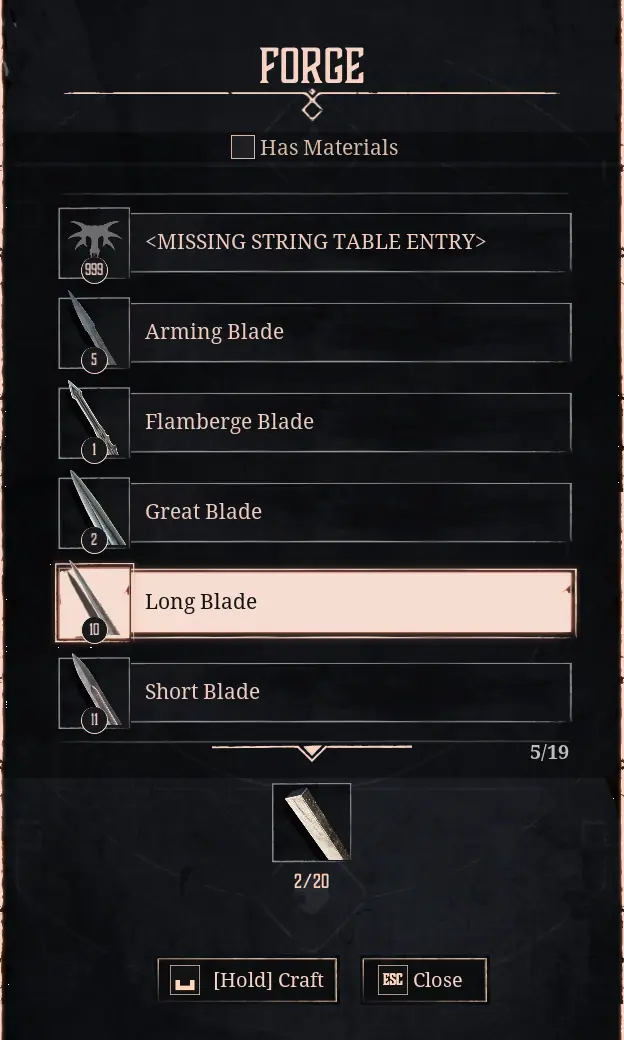 FORGE
Has Materials
<MISSING STRING TABLE ENTRY>
999
Arming Blade
5
Flamberge Blade
1
Great Blade
2
Long Blade
10
Short Blade
11
5/19
2/20
[Hold] Craft
ESC Close